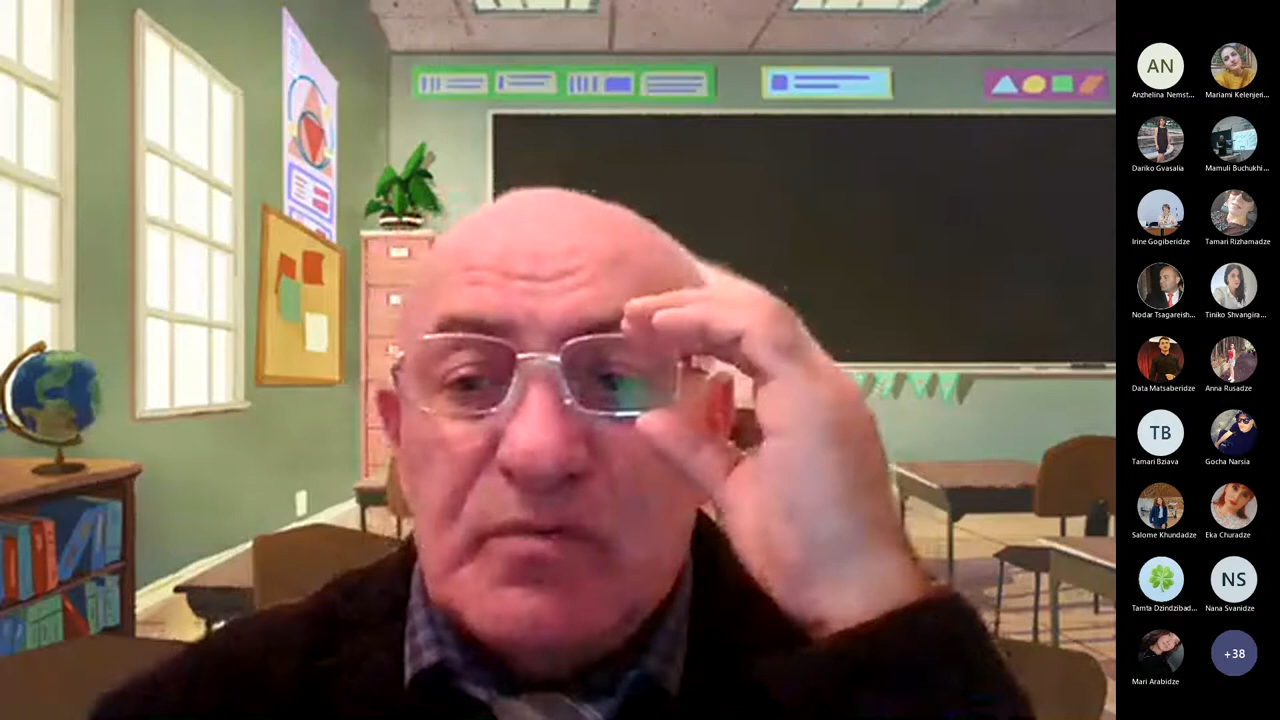 AN
Anzhelina Nemst...
Mariami Kelenjeri...
Dariko Gvasalia
Mamuli Buchukhi...
Irine Gogiberidze
Tamari Rizhamadze
Nodar Tsagareish...
Tiniko Shvangira...
Data Matsaberidze
Anna Rusadze
TB
Tamari Bziava
Gocha Narsia
Salome Khundadze
Eka Churadze
NS
Tamta Dzindzibad...
Nana Svanidze
+38
Mari Arabidze